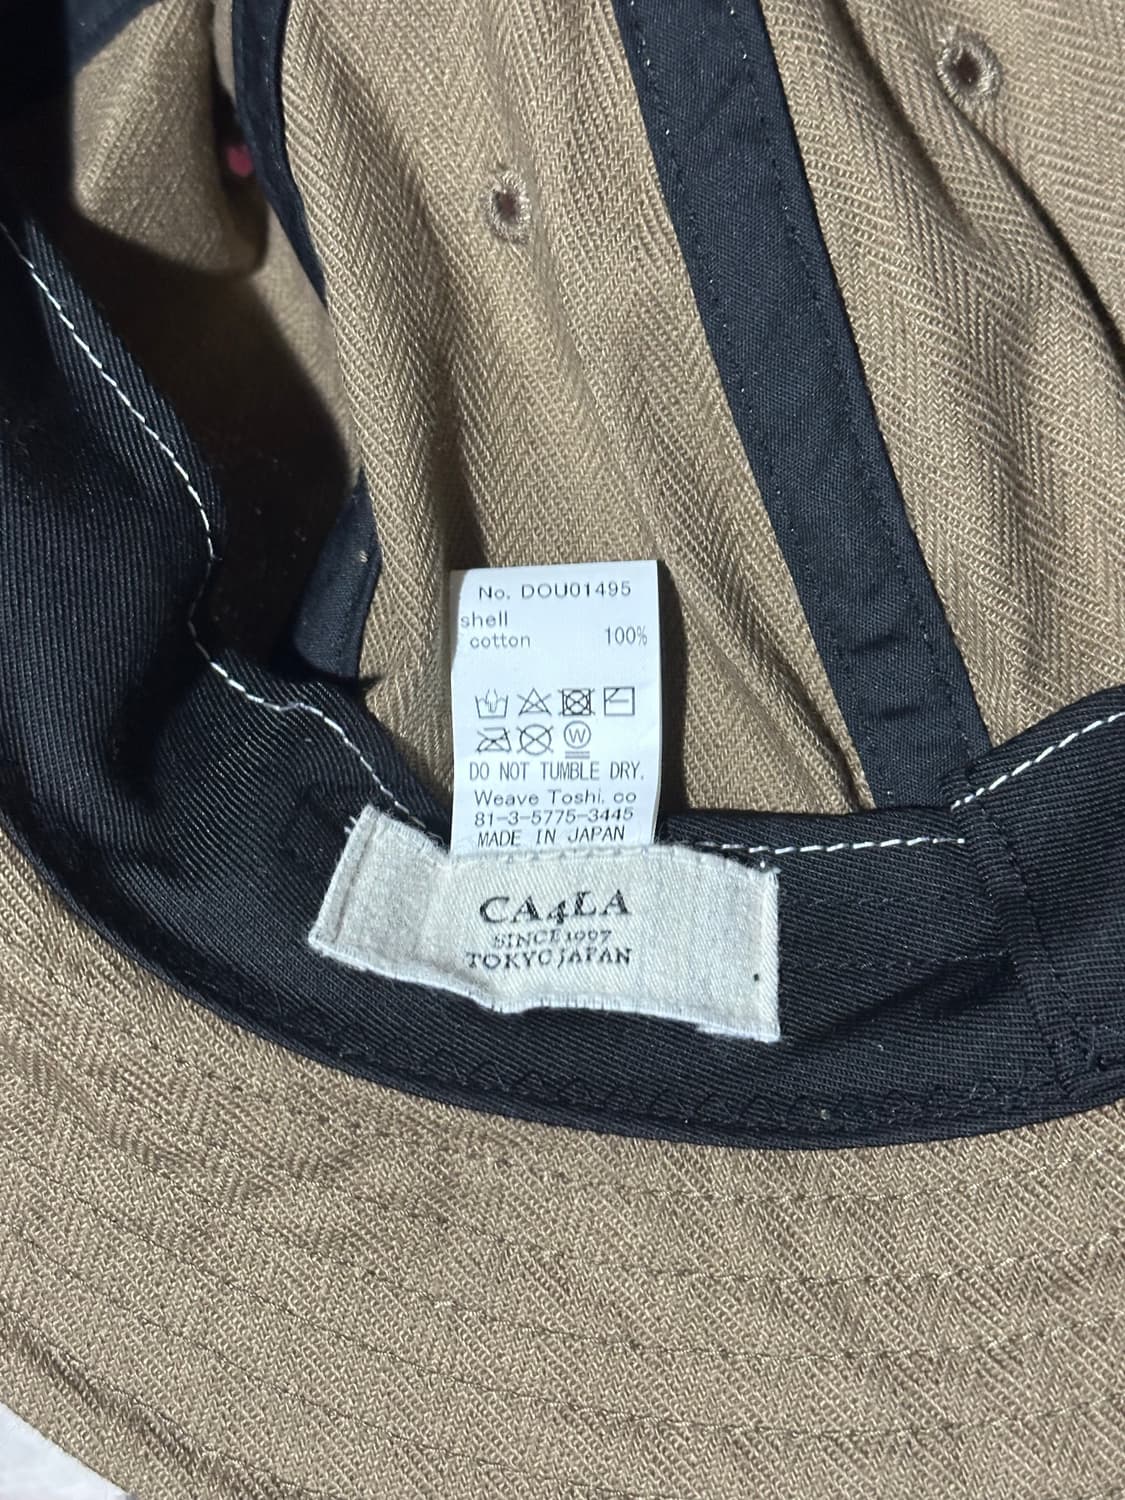 No. DOU01495
shell
cotton 100%
W
DO NOT TUMBLE DRY.
Weave Toshi. co
81-3-5775-3445
MADE IN JAPAN
CA4LA
SINCE 1997
TOKYO JAPAN